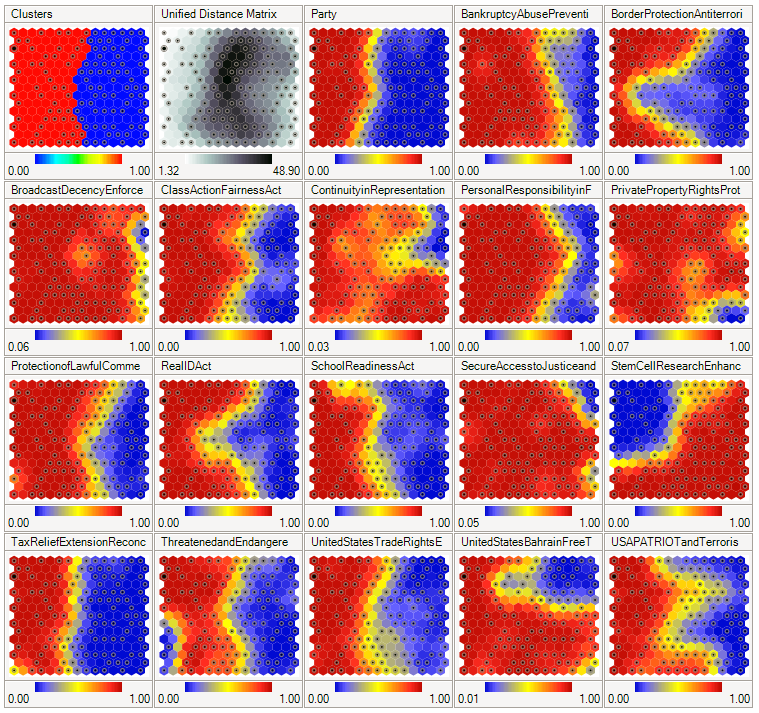 Clusters
Unified Distance Matrix
Party
BankruptcyAbusePreventi
BorderProtectionAntiterrori
0.00 1.00
1.32 48.90
0.00 1.00
0.00 1.00
0.00 1.00
BroadcastDecencyEnforce
ClassActionFairnessAct
ContinuityinRepresentation
PersonalResponsibilityinF
PrivatePropertyRightsProt
0.06 1.00
0.00 1.00
0.03 1.00
0.00 1.00
0.07 1.00
ProtectionofLawfulComme
RealIDAct
SchoolReadinessAct
SecureAccesstoJusticeand
StemCellResearchEnhanc
0.00 1.00
0.00 1.00
0.00 1.00
0.05 1.00
0.00 1.00
TaxReliefExtensionReconc
ThreatenedandEndangere
UnitedStatesTradeRightsE
UnitedStatesBahrainFreeT
USAPATRIOTandTerroris
0.00 1.00
0.00 1.00
0.00 1.00
0.01 1.00
0.00 1.00